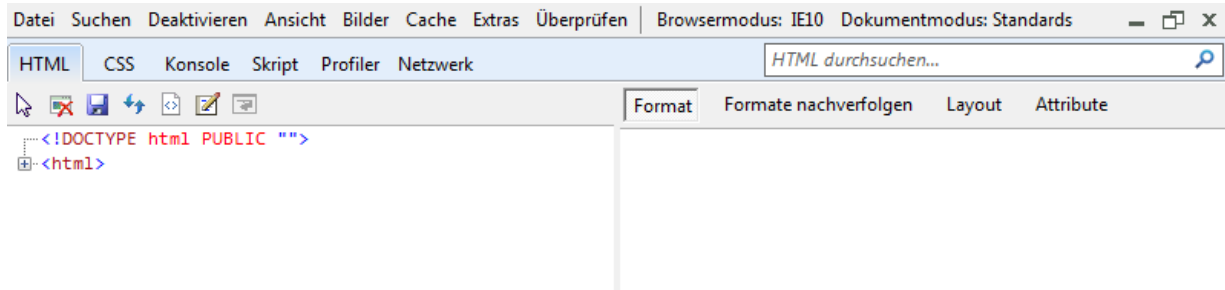 Datei Suchen Deaktivieren Ansicht Bilder Cache Extras Überprüfen Browsermodus: IE10 Dokumentmodus: Standards
HTML CSS Konsole Skript Profiler Netzwerk HTML durchsuchen...
Format Formate nachverfolgen Layout Attribute
<!DOCTYPE html PUBLIC "">
<html>